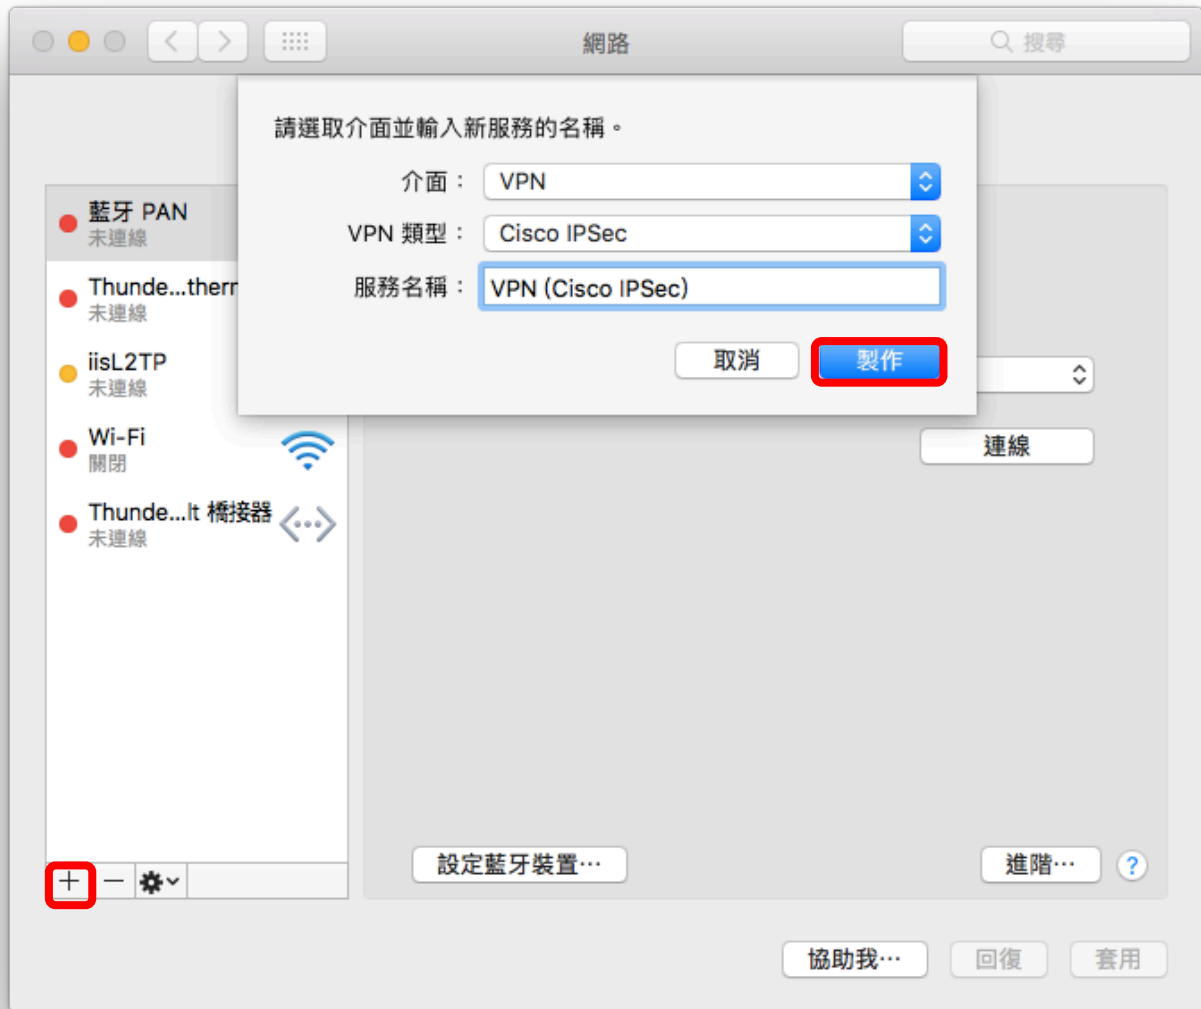 網路
搜尋
請選取介面並輸入新服務的名稱。
介面： VPN
VPN 類型： Cisco IPSec
服務名稱： VPN (Cisco IPSec)
取消 製作
藍牙 PAN
未連線
Thunde...thern
未連線
iisL2TP
未連線
Wi-Fi
關閉
Thunde...lt 橋接器
未連線
連線
設定藍牙裝置⋯
進階⋯ ?
協助我⋯ 回復 套用